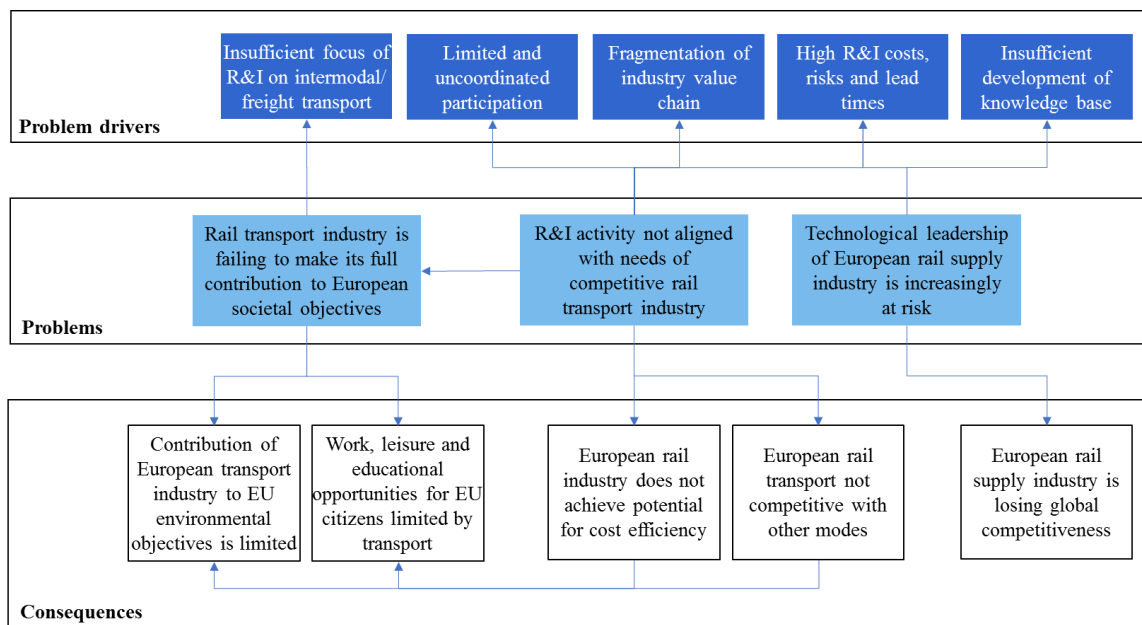 Insufficient focus of
R&I on intermodal/
freight transport
Limited and
uncoordinated
participation
Fragmentation of
industry value
chain
High R&I costs,
risks and lead
times
Insufficient
development of
knowledge base
Problem drivers
Rail transport industry is
failing to make its full
contribution to European
societal objectives
R&I activity not aligned
with needs of
competitive rail
transport industry
Technological leadership
of European rail supply
industry is increasingly
at risk
Problems
Contribution of
European transport
industry to EU
environmental
objectives is limited
Work, leisure and
educational
opportunities for EU
citizens limited by
transport
European rail
industry does not
achieve potential
for cost efficiency
European rail
transport not
competitive with
other modes
European rail
supply industry is
losing global
competitiveness
Consequences